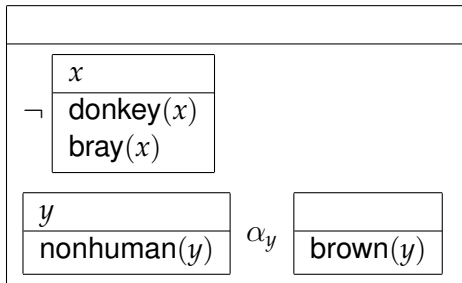 x
¬ donkey(x)
bray(x)
y
nonhuman(y) α_y brown(y)